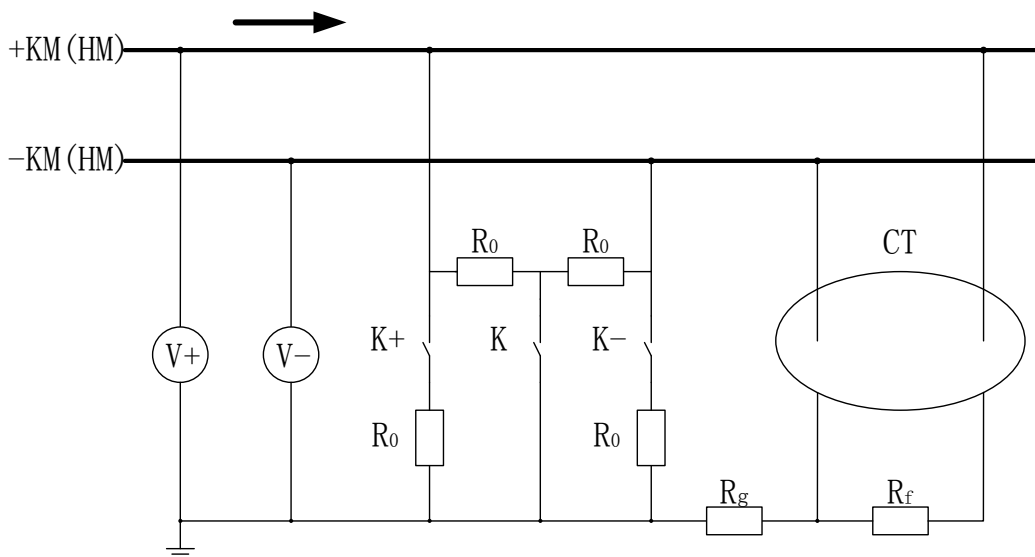 +KM(HM)
-KM(HM)
R0 R0
CT
K+ K K-
V+ V-
R0 R0
Rg Rf